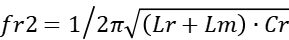 fr2 = 1/2π√(Lr + Lm) · Cr